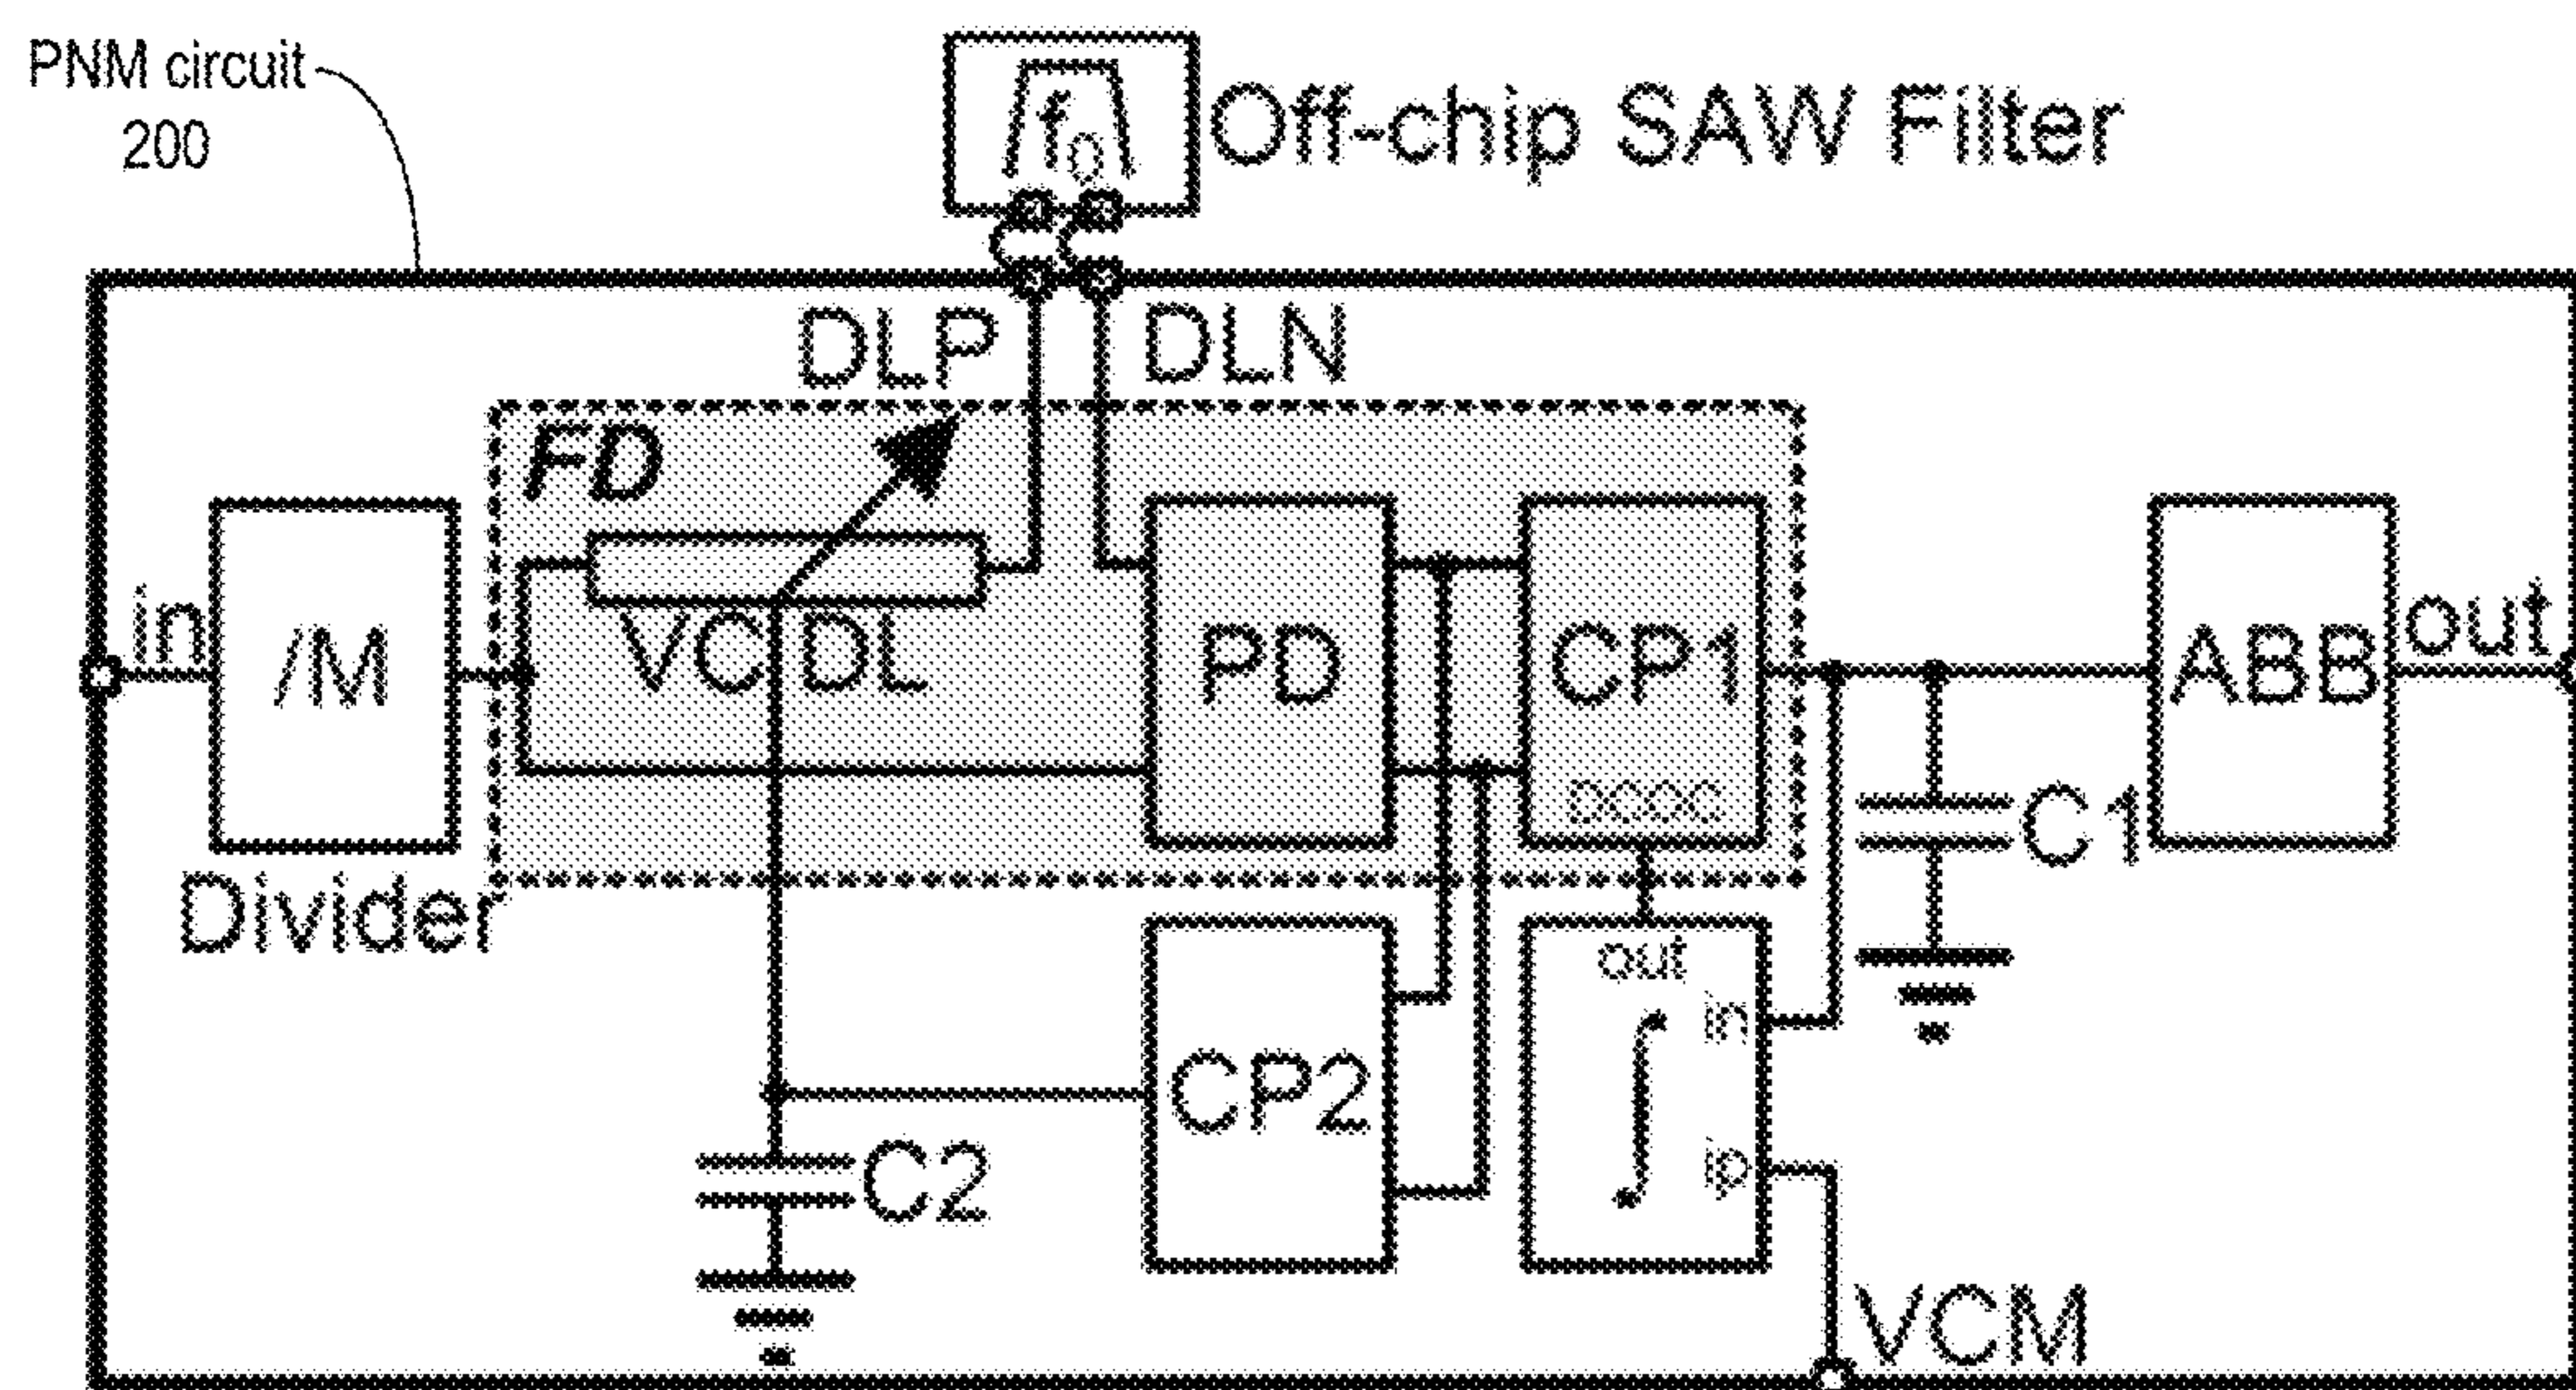 PNM circuit
200
f0
Off-chip SAW Filter
DLP
DLN
FD
in
/M
VCDL
PD
CP1
ABB
out
DCOC
C1
Divider
out
in
CP2
ip
C2
VCM